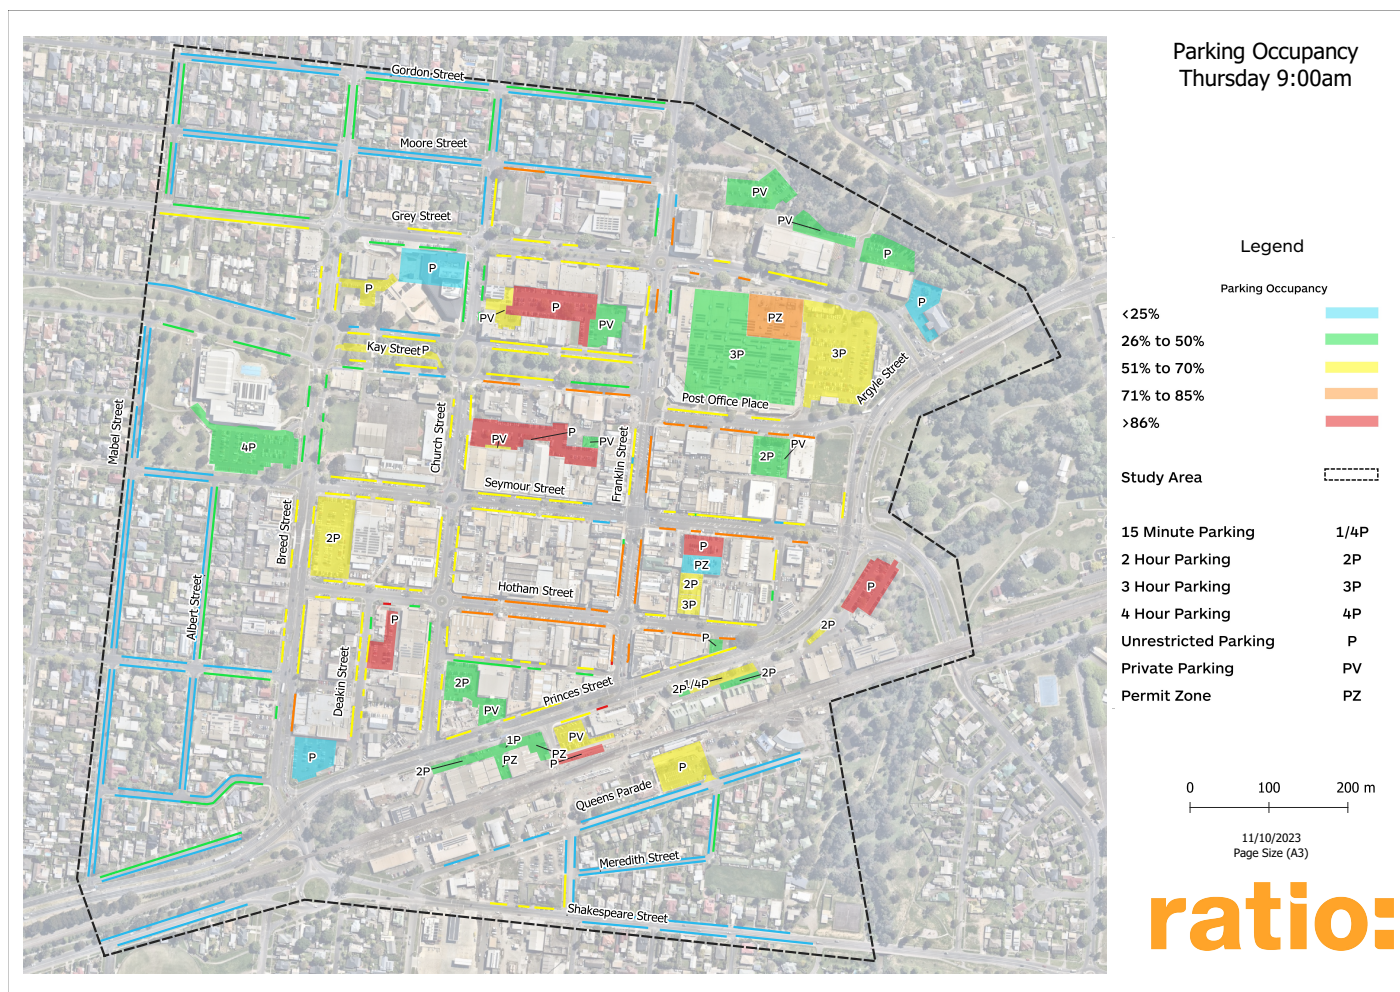 Parking Occupancy
Thursday 9:00am
Gordon Street
Moore Street
Grey Street
PV
PV
P
P
P
P
P
PV
PV
PZ
3P
3P
Kay Street
P
Argyle Street
Post Office Place
Mabel Street
Church Street
Franklin Street
4P
PV
P
PV
PV
2P
Seymour Street
Breed Street
2P
P
PZ
2P
3P
P
Hotham Street
Albert Street
P
2P
P
Deakin Street
2P
PV
Princes Street
2P
1/4P
2P
1P
PV
PZ
PZ
P
2P
P
P
Queens Parade
Meredith Street
Shakespeare Street
Legend
Parking Occupancy
<25%
26% to 50%
51% to 70%
71% to 85%
>86%
Study Area
15 Minute Parking 1/4P
2 Hour Parking 2P
3 Hour Parking 3P
4 Hour Parking 4P
Unrestricted Parking P
Private Parking PV
Permit Zone PZ
0 100 200 m
11/10/2023
Page Size (A3)
ratio: